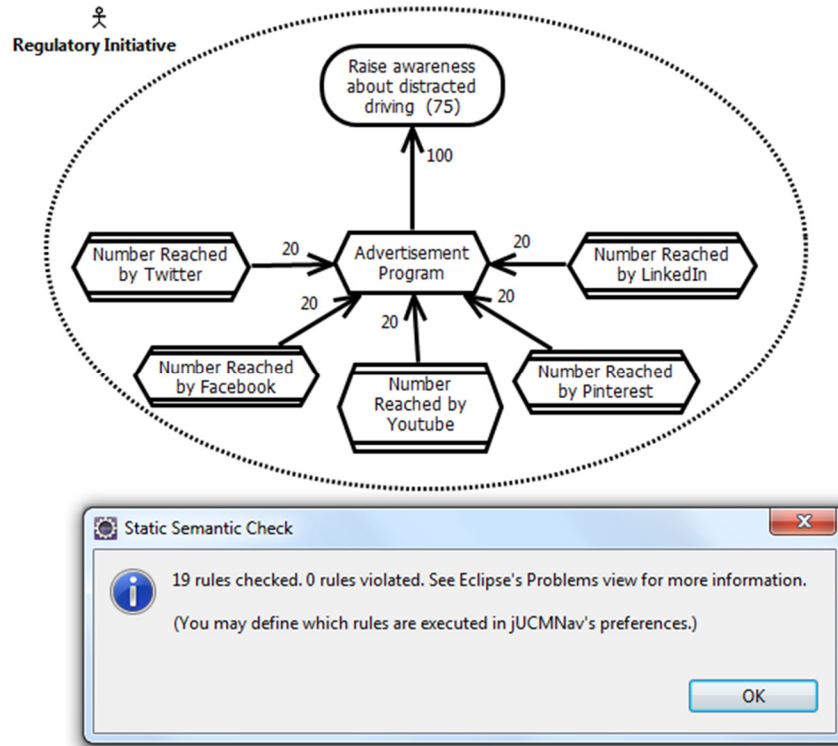 Regulatory Initiative
Raise awareness
about distracted
driving (75)
100
Number Reached
by Twitter
20
Advertisement
Program
20
Number Reached
by LinkedIn
20
20
20
Number Reached
by Facebook
Number
Reached by
Youtube
Number Reached
by Pinterest
Static Semantic Check
19 rules checked. 0 rules violated. See Eclipse's Problems view for more information.
(You may define which rules are executed in jUCMNav's preferences.)
OK